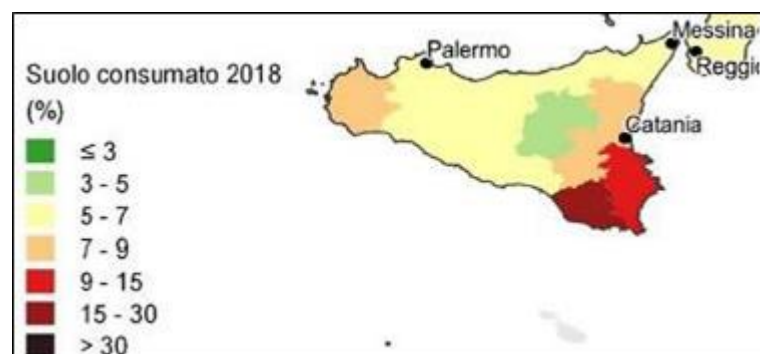 Suolo consumato 2018
(%)
≤ 3
3 - 5
5 - 7
7 - 9
9 - 15
15 - 30
> 30
Messina
Palermo
Reggio
Catania